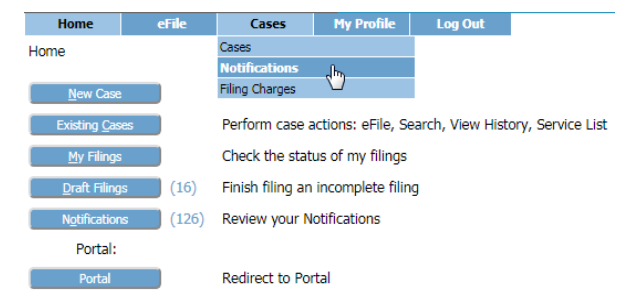 Home eFile Cases My Profile Log Out
Home
Cases
Notifications
Filing Charges
New Case
Existing Cases Perform case actions: eFile, Search, View History, Service List
My Filings Check the status of my filings
Draft Filings (16) Finish filing an incomplete filing
Notifications (126) Review your Notifications
Portal:
Portal Redirect to Portal